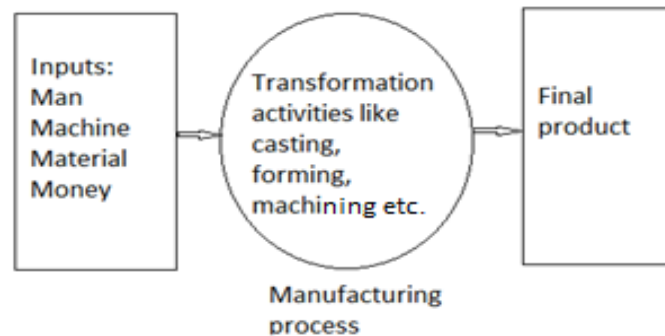 Inputs:
Man
Machine
Material
Money
Transformation
activities like
casting,
forming,
machining etc.
Final
product
Manufacturing
process